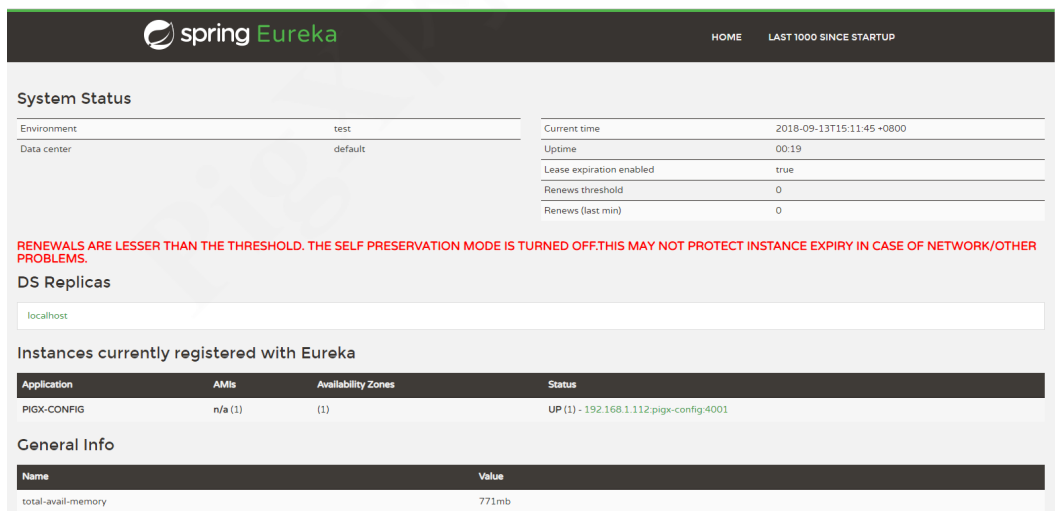 spring Eureka
HOME LAST 1000 SINCE STARTUP
System Status
Environment test
Data center default
Current time 2018-09-13T15:11:45 +0800
Uptime 00:19
Lease expiration enabled true
Renews threshold 0
Renews (last min) 0
RENEWALS ARE LESSER THAN THE THRESHOLD. THE SELF PRESERVATION MODE IS TURNED OFF.THIS MAY NOT PROTECT INSTANCE EXPIRY IN CASE OF NETWORK/OTHER
PROBLEMS.
DS Replicas
localhost
Instances currently registered with Eureka
Application AMIs Availability Zones Status
PIGX-CONFIG n/a (1) (1) UP (1) - 192.168.1.112:pigx-config:4001
General Info
Name Value
total-avail-memory 771mb